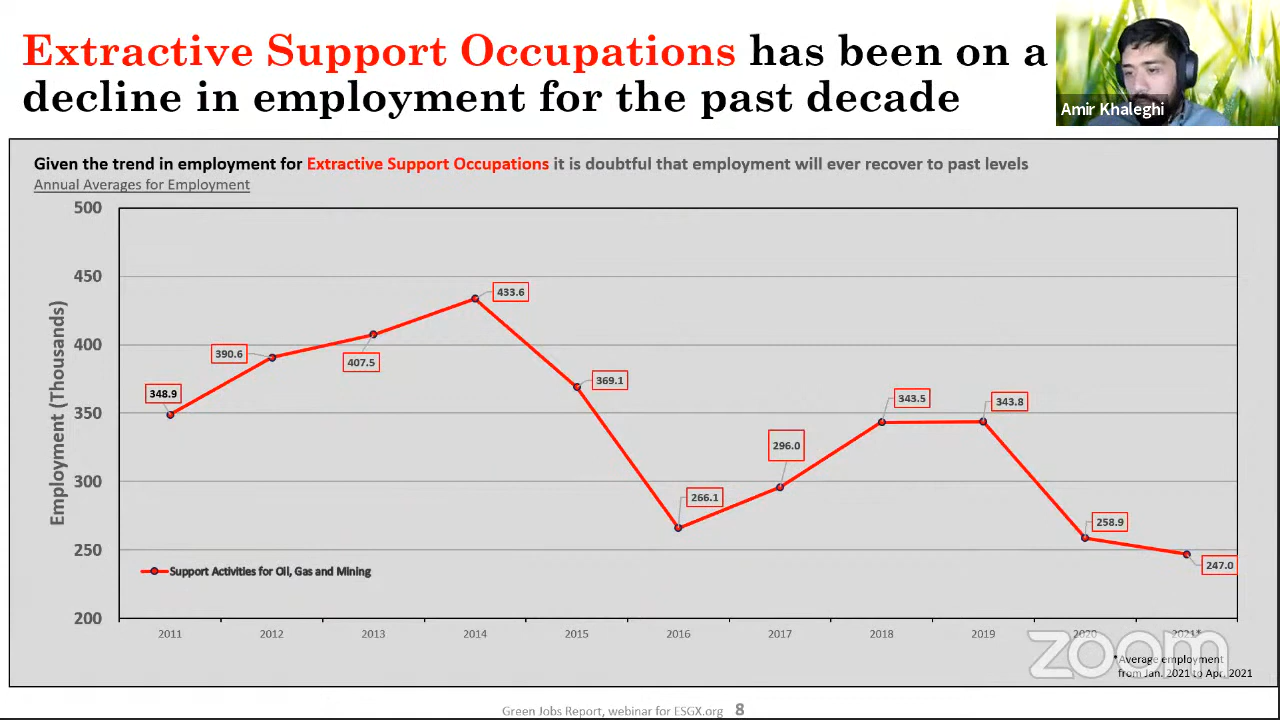 Extractive Support Occupations has been on a
decline in employment for the past decade
Amir Khaleghi
Given the trend in employment for Extractive Support Occupations it is doubtful that employment will ever recover to past levels
Annual Averages for Employment
500
450
400
350
300
250
200
Employment (Thousands)
348.9
390.6
407.5
433.6
369.1
266.1
296.0
343.5
343.8
258.9
247.0
Support Activities for Oil, Gas and Mining
2011 2012 2013 2014 2015 2016 2017 2018 2019 2020 2021*
zoom
*Average employment
from Jan. 2021 to Apr. 2021
Green Jobs Report, webinar for ESGX.org 8